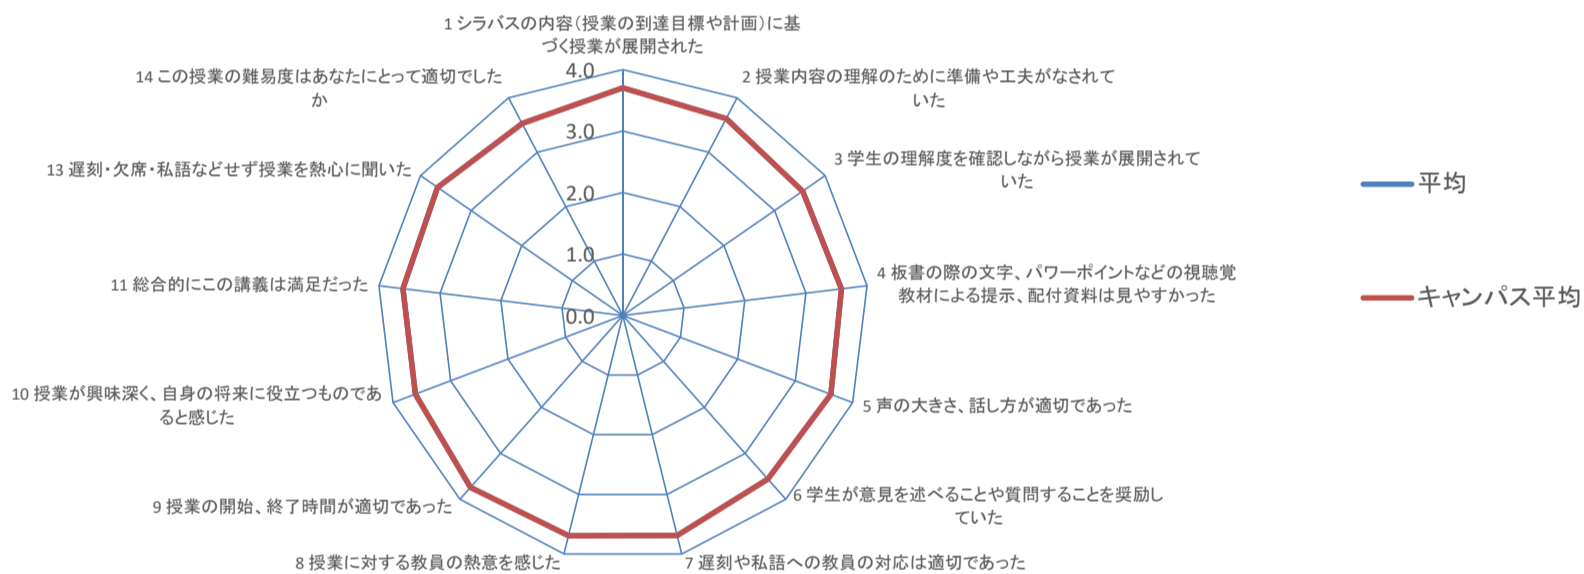 1 シラバスの内容（授業の到達目標や計画）に基
づく授業が展開された
2 授業内容の理解のために準備や工夫がなされて
いた
3 学生の理解度を確認しながら授業が展開されて
いた
4 板書の際の文字、パワーポイントなどの視聴覚
教材による提示、配付資料は見やすかった
5 声の大きさ、話し方が適切であった
6 学生が意見を述べることや質問することを奨励し
ていた
7 遅刻や私語への教員の対応は適切であった
8 授業に対する教員の熱意を感じた
9 授業の開始、終了時間が適切であった
10 授業が興味深く、自身の将来に役立つものであ
ると感じた
11 総合的にこの講義は満足だった
13 遅刻・欠席・私語などせず授業を熱心に聞いた
14 この授業の難易度はあなたにとって適切でした
か
4.0
3.0
2.0
1.0
0.0
平均
キャンパス平均